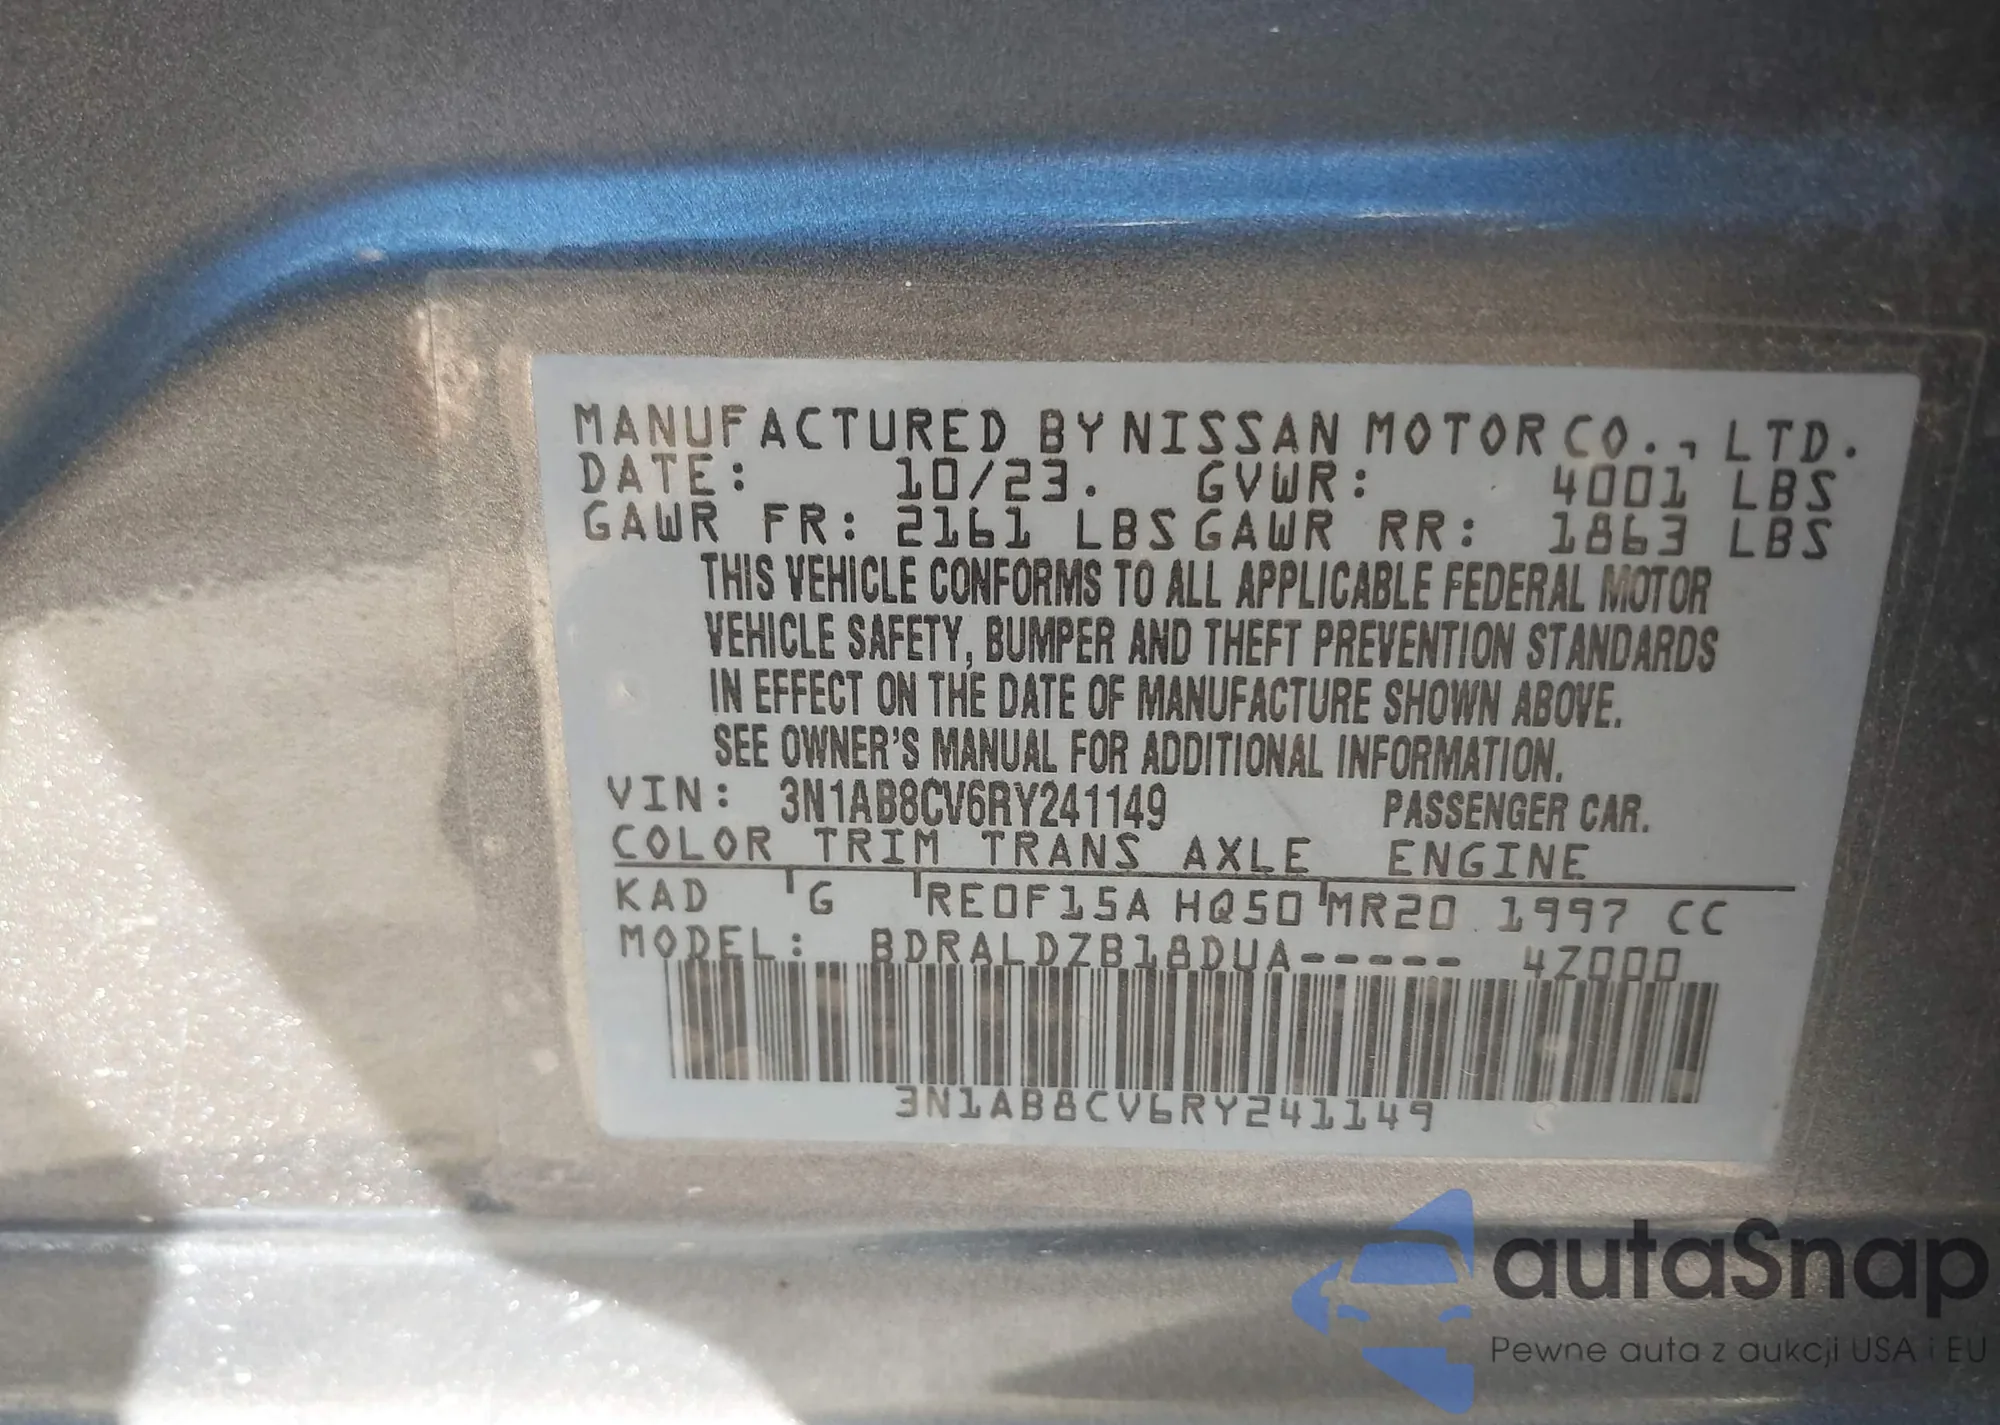 MANUFACTURED BY NISSAN MOTOR CO., LTD.
DATE: 10/23. GVWR: 4001 LBS
GAWR FR: 2161 LBS GAWR RR: 1863 LBS
THIS VEHICLE CONFORMS TO ALL APPLICABLE FEDERAL MOTOR
VEHICLE SAFETY, BUMPER AND THEFT PREVENTION STANDARDS
IN EFFECT ON THE DATE OF MANUFACTURE SHOWN ABOVE.
SEE OWNER'S MANUAL FOR ADDITIONAL INFORMATION.
VIN: 3N1AB8CV6RY241149 PASSENGER CAR.
COLOR TRIM TRANS AXLE ENGINE
KAD G RE0F15A HQ50 MR20 1997 CC
MODEL: BDRALDZB18DUA----- 4Z000
3N1AB8CV6RY241149
autaSnap
Pewne auta z aukcji USA i EU